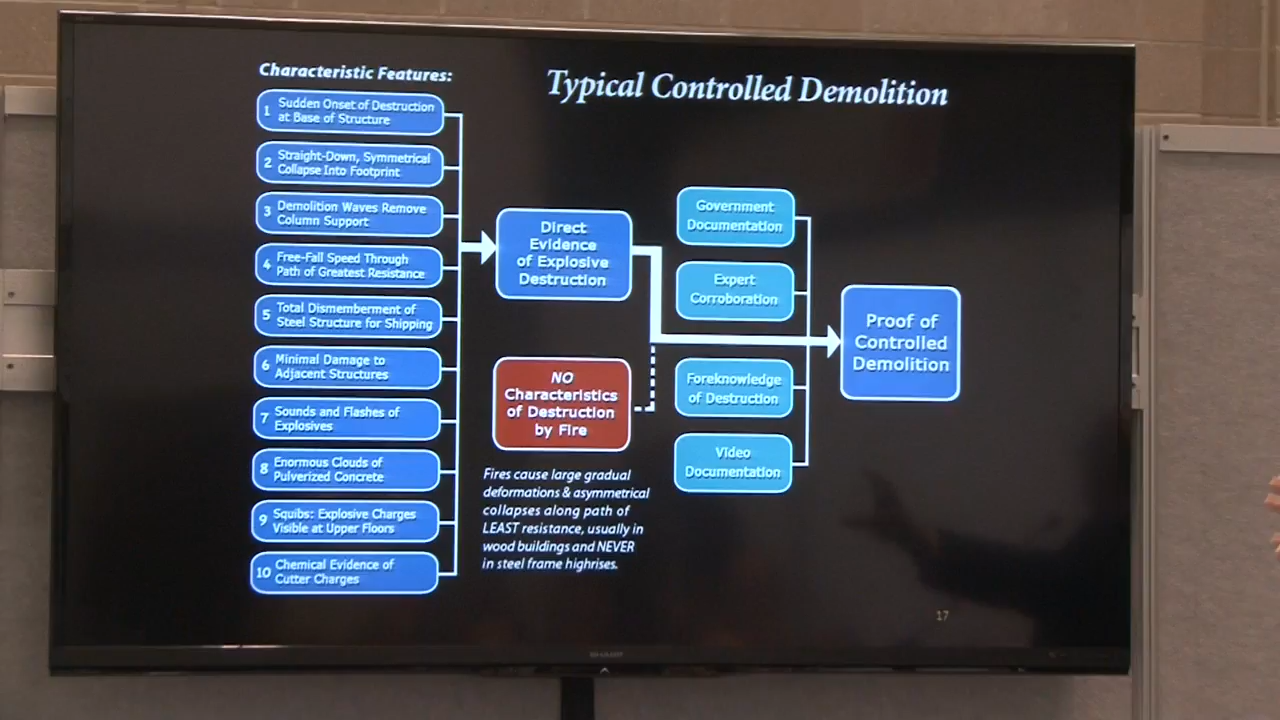 Characteristic Features:
Typical Controlled Demolition
1 Sudden Onset of Destruction
at Base of Structure
2 Straight-Down, Symmetrical
Collapse Into Footprint
3 Demolition Waves Remove
Column Support
4 Free-Fall Speed Through
Path of Greatest Resistance
5 Total Dismemberment of
Steel Structure for Shipping
6 Minimal Damage to
Adjacent Structures
7 Sounds and Flashes of
Explosives
8 Enormous Clouds of
Pulverized Concrete
9 Squibs: Explosive Charges
Visible at Upper Floors
10 Chemical Evidence of
Cutter Charges
Direct
Evidence
of Explosive
Destruction
NO
Characteristics
of Destruction
by Fire
Fires cause large gradual
deformations & asymmetrical
collapses along path of
LEAST resistance, usually in
wood buildings and NEVER
in steel frame highrises.
Government
Documentation
Expert
Corroboration
Foreknowledge
of Destruction
Video
Documentation
Proof of
Controlled
Demolition
17
SHARP